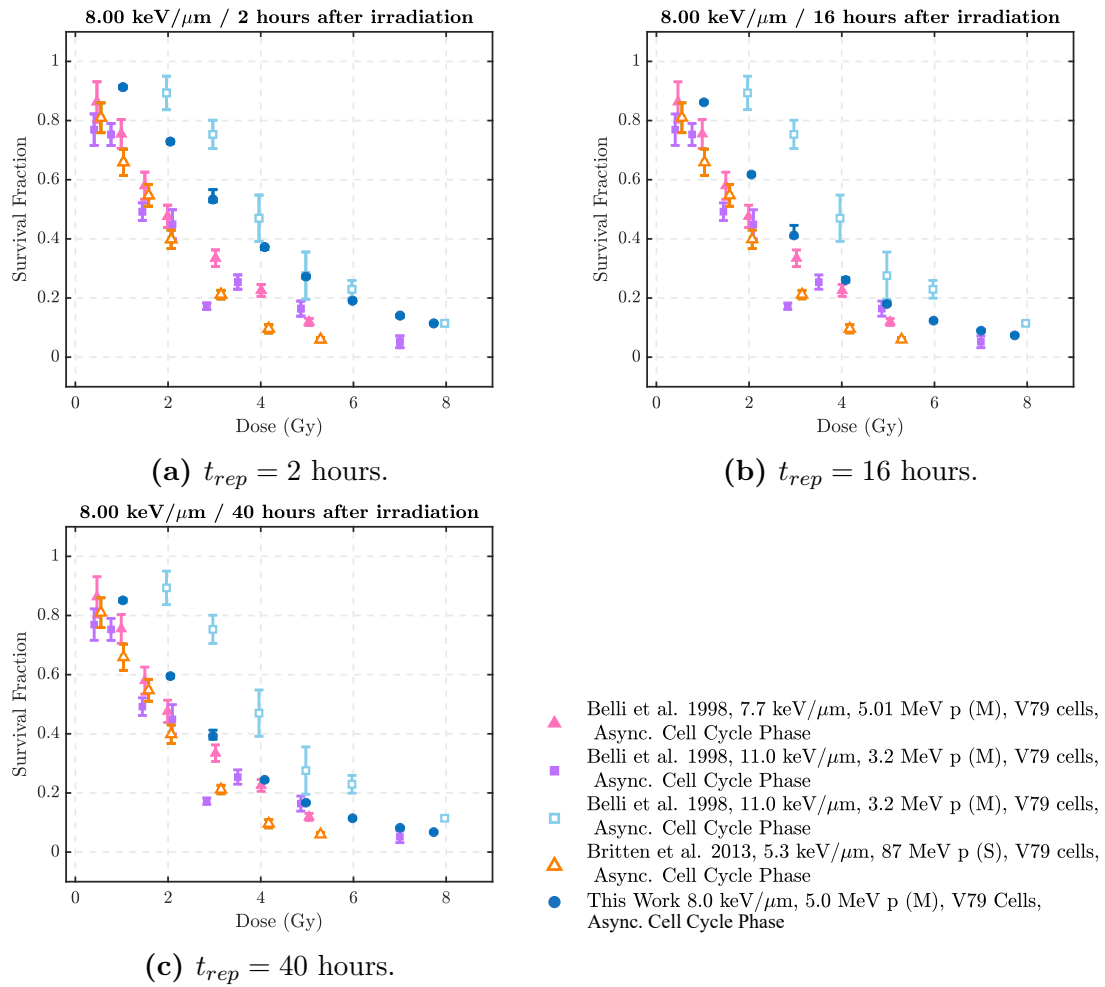 8.00 keV/μm / 2 hours after irradiation
1
0.8
0.6
0.4
0.2
0
Survival Fraction
0 2 4 6 8
Dose (Gy)
(a) t_rep = 2 hours.
8.00 keV/μm / 16 hours after irradiation
1
0.8
0.6
0.4
0.2
0
Survival Fraction
0 2 4 6 8
Dose (Gy)
(b) t_rep = 16 hours.
8.00 keV/μm / 40 hours after irradiation
1
0.8
0.6
0.4
0.2
0
Survival Fraction
0 2 4 6 8
Dose (Gy)
(c) t_rep = 40 hours.
Belli et al. 1998, 7.7 keV/μm, 5.01 MeV p (M), V79 cells,
Async. Cell Cycle Phase
Belli et al. 1998, 11.0 keV/μm, 3.2 MeV p (M), V79 cells,
Async. Cell Cycle Phase
Belli et al. 1998, 11.0 keV/μm, 3.2 MeV p (M), V79 cells,
Async. Cell Cycle Phase
Britten et al. 2013, 5.3 keV/μm, 87 MeV p (S), V79 cells,
Async. Cell Cycle Phase
This Work 8.0 keV/μm, 5.0 MeV p (M), V79 Cells,
Async. Cell Cycle Phase